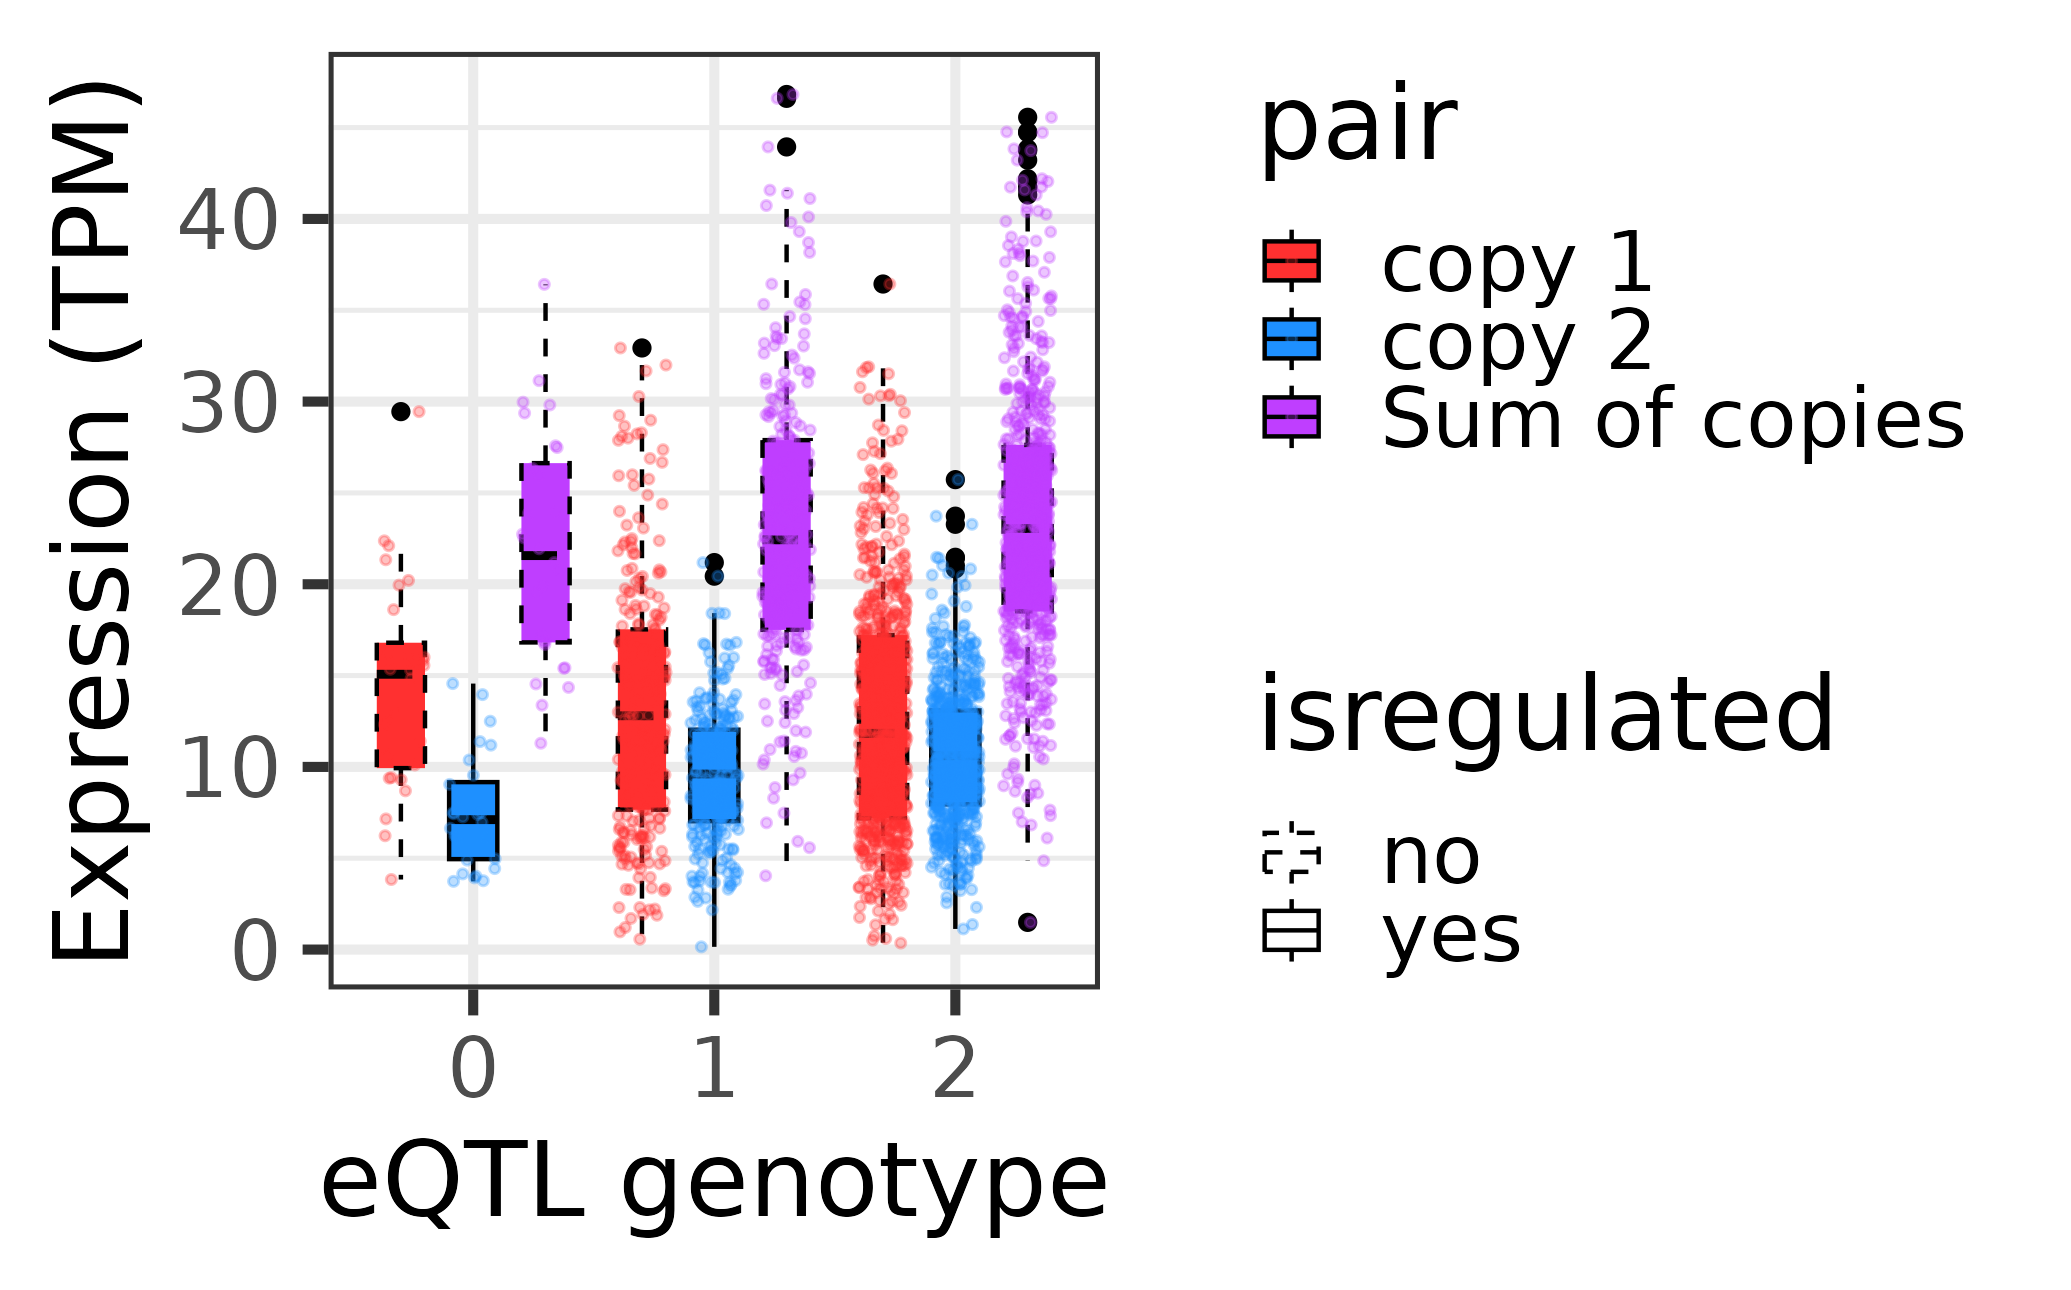 Expression (TPM)
40
30
20
10
0
0 1 2
eQTL genotype
pair
copy 1
copy 2
Sum of copies
isregulated
no
yes